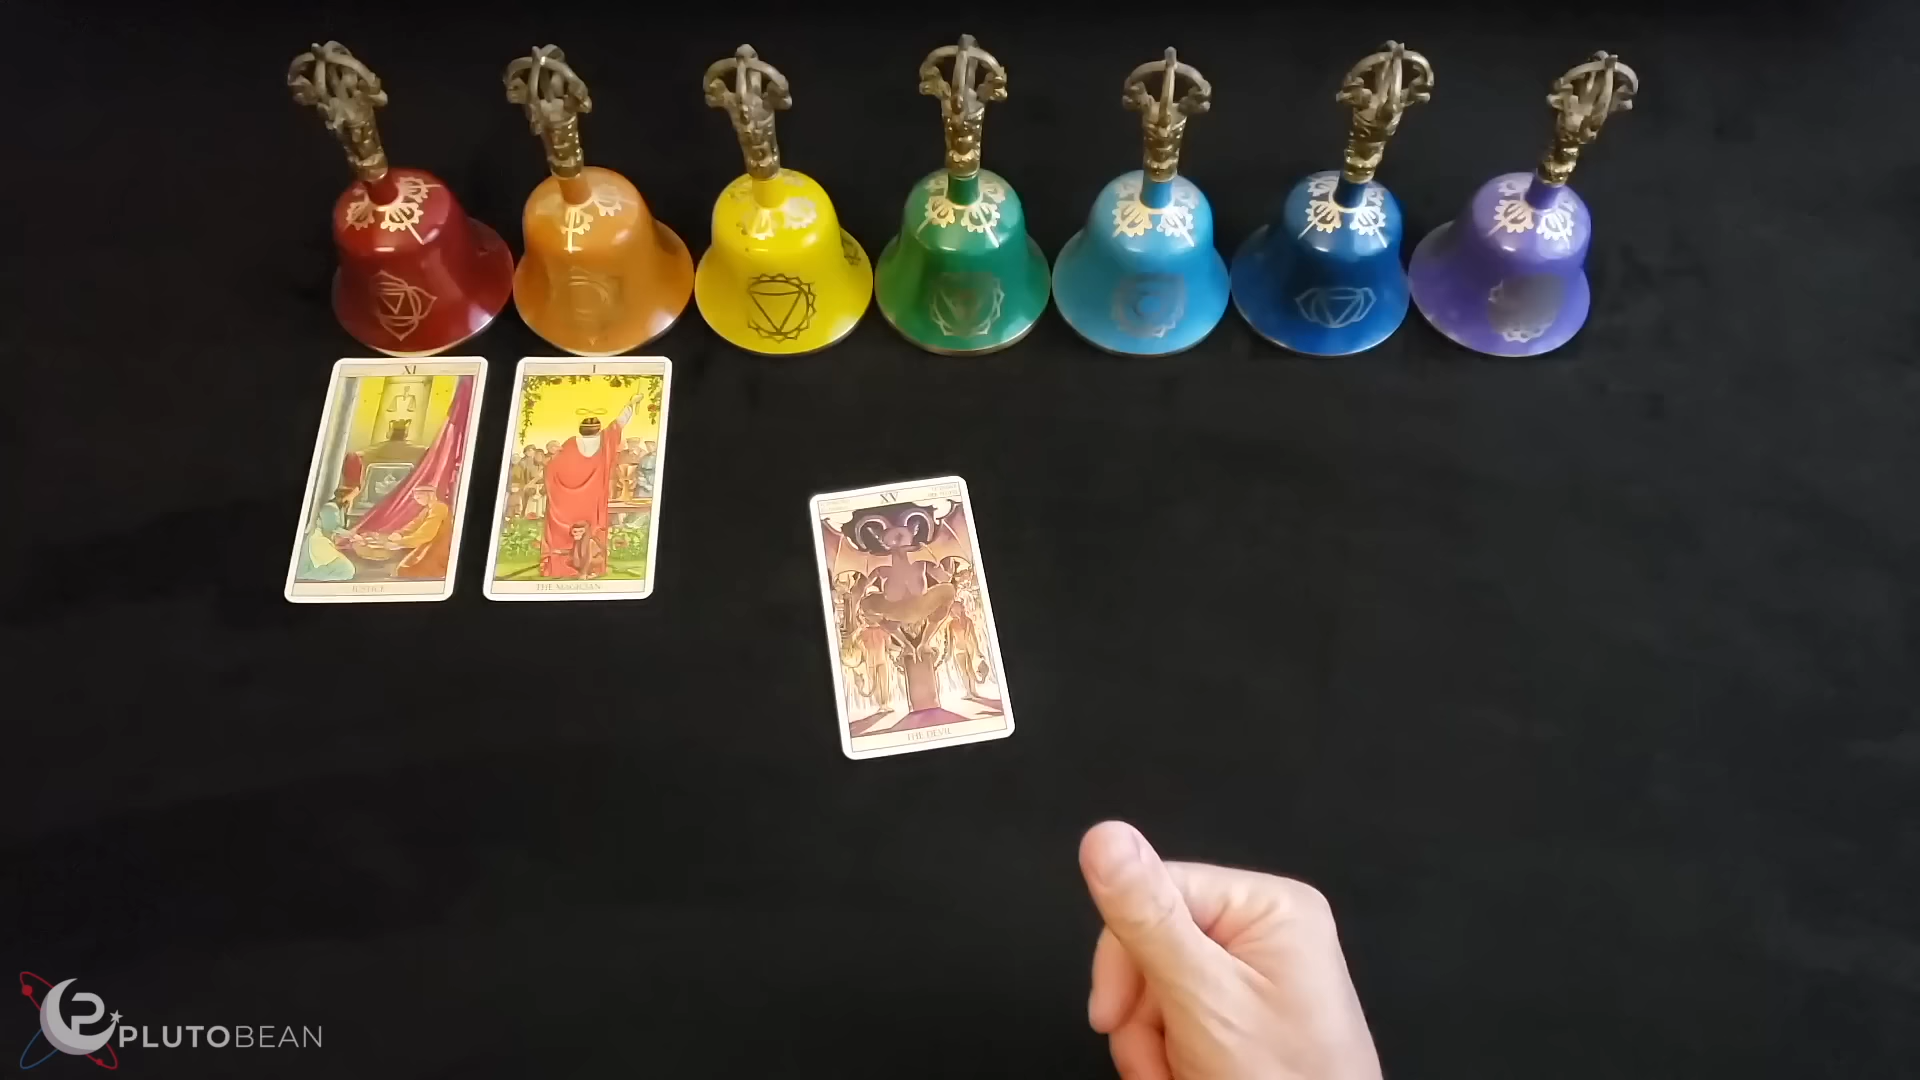 XI
JUSTICE
I
THE MAGICIAN
XV
THE DEVIL
PLUTOBEAN